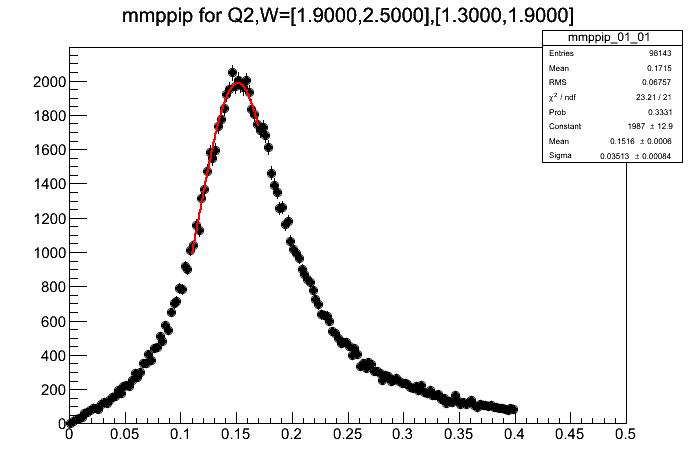 mmppip for Q2,W=[1.9000,2.5000],[1.3000,1.9000]
mmppip_01_01
Entries 98143
Mean 0.1715
RMS 0.06757
χ² / ndf 23.21 / 21
Prob 0.3331
Constant 1987 ± 12.9
Mean 0.1516 ± 0.0006
Sigma 0.03513 ± 0.00084
2000
1800
1600
1400
1200
1000
800
600
400
200
0
0 0.05 0.1 0.15 0.2 0.25 0.3 0.35 0.4 0.45 0.5